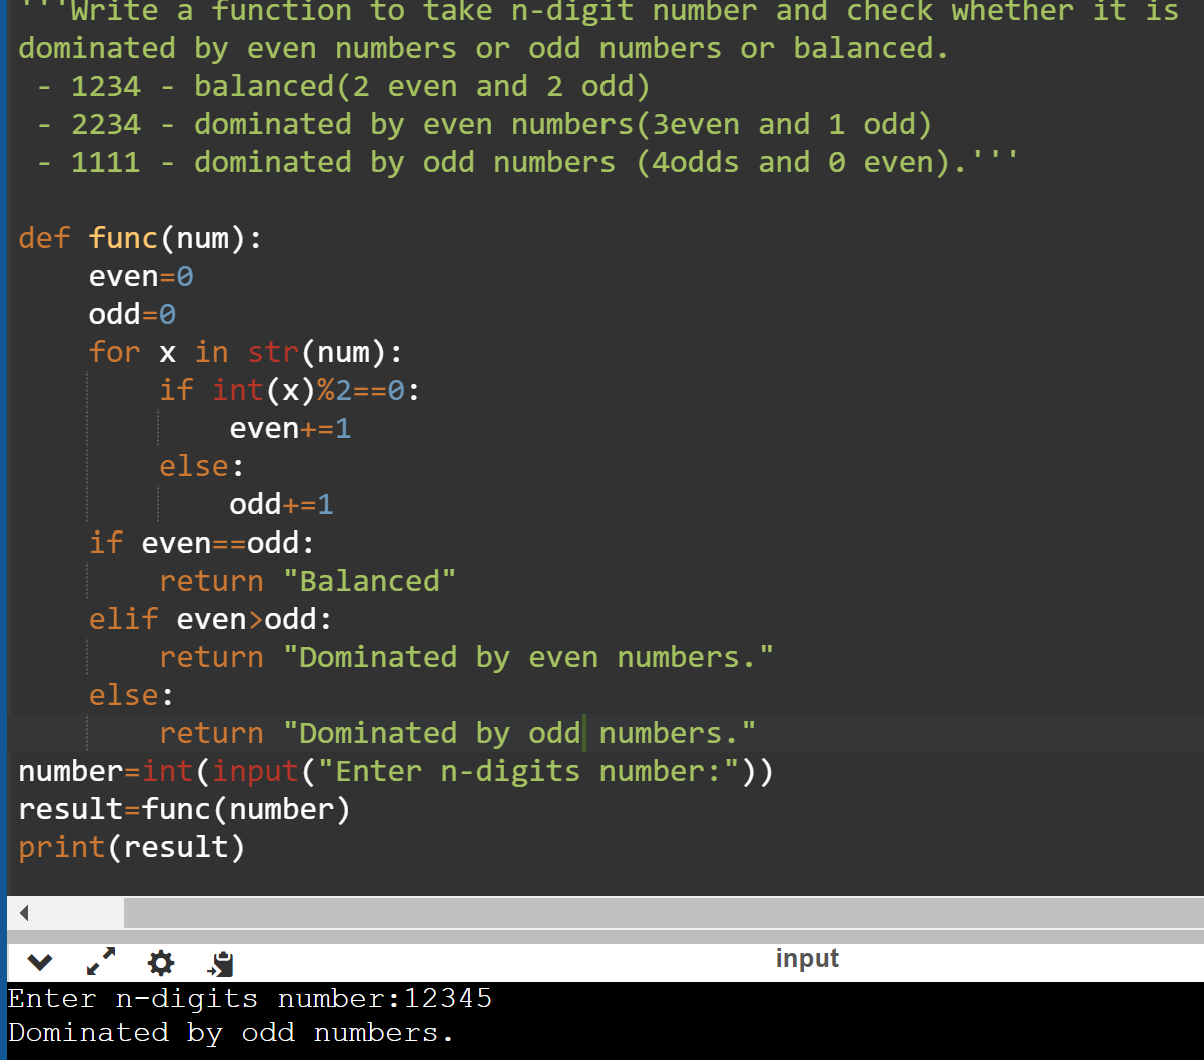 '''Write a function to take n-digit number and check whether it is
dominated by even numbers or odd numbers or balanced.
 - 1234 - balanced(2 even and 2 odd)
 - 2234 - dominated by even numbers(3even and 1 odd)
 - 1111 - dominated by odd numbers (4odds and 0 even).'''

def func(num):
    even=0
    odd=0
    for x in str(num):
        if int(x)%2==0:
            even+=1
        else:
            odd+=1
    if even==odd:
        return "Balanced"
    elif even>odd:
        return "Dominated by even numbers."
    else:
        return "Dominated by odd numbers."
number=int(input("Enter n-digits number:"))
result=func(number)
print(result)
input
Enter n-digits number:12345
Dominated by odd numbers.